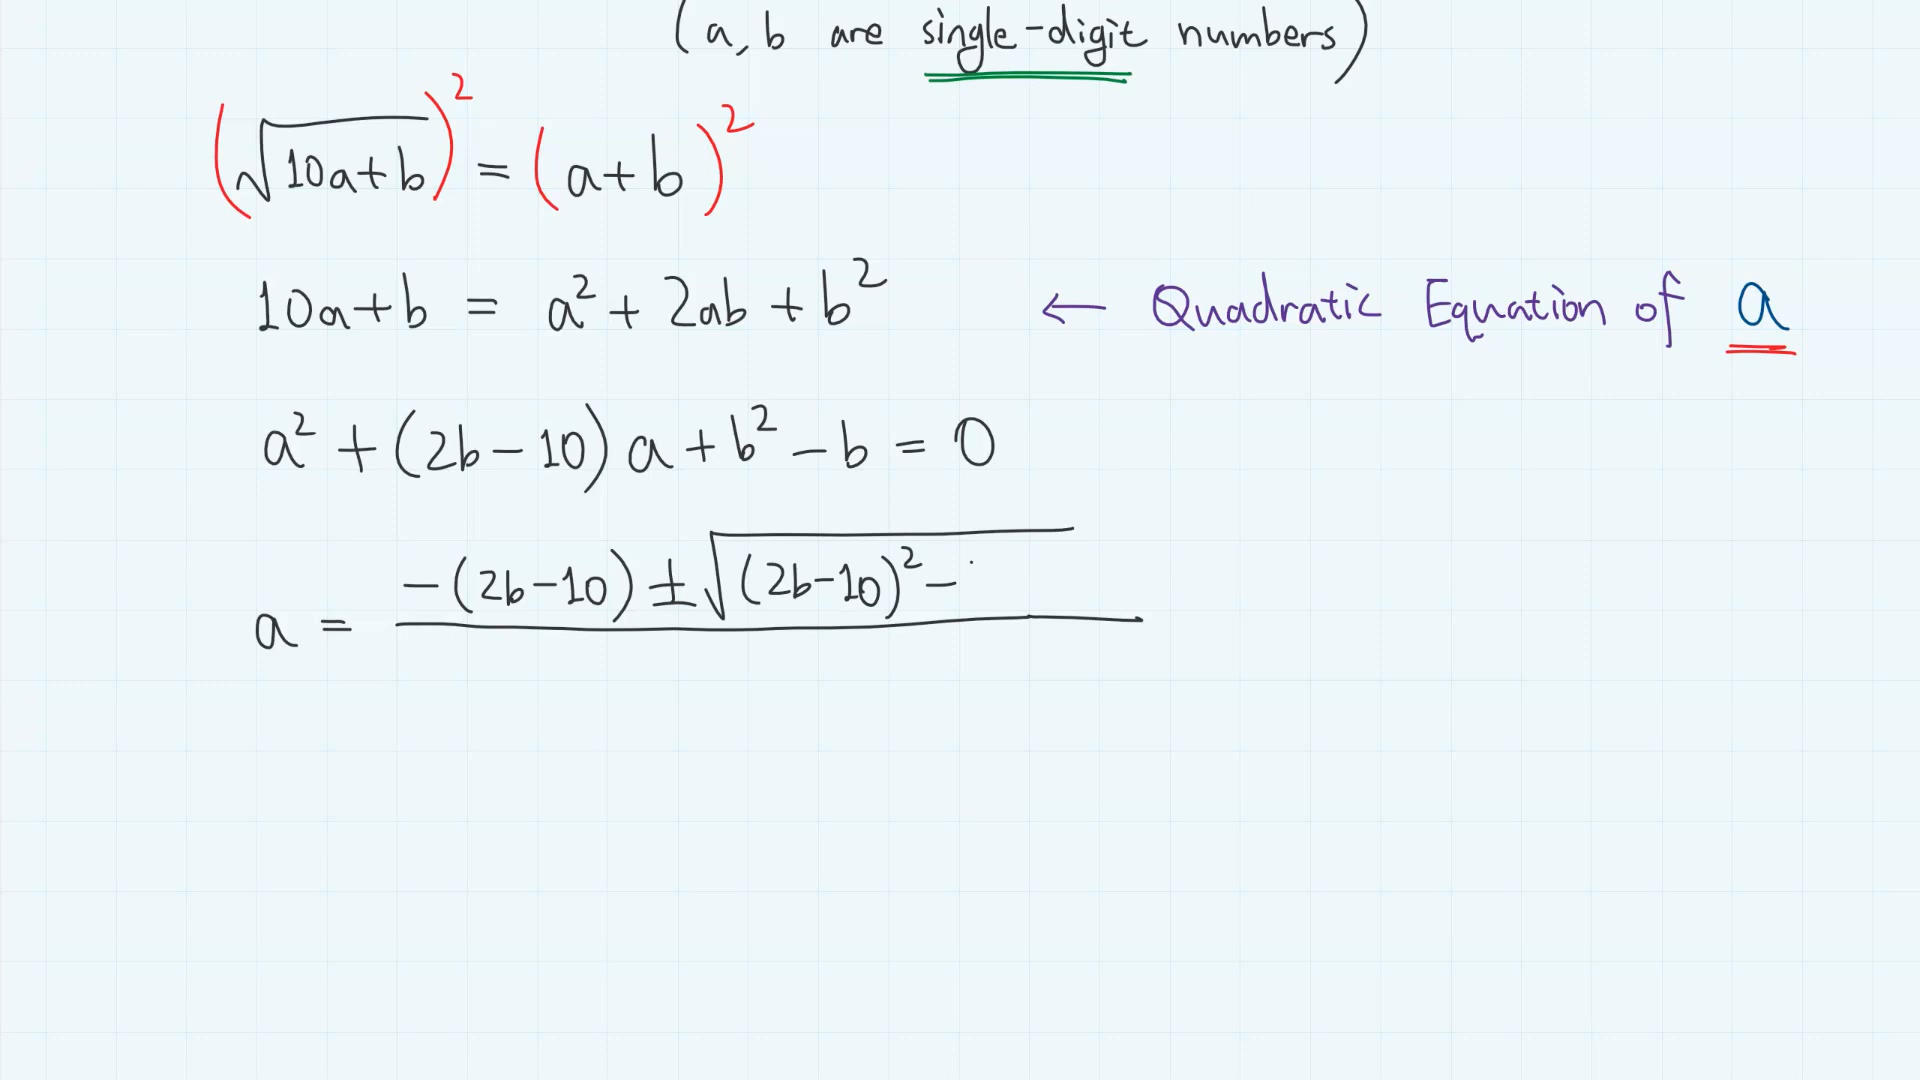 (a, b are single-digit numbers)
(√(10a+b))² = (a+b)²
10a+b = a² + 2ab + b² ← Quadratic Equation of a
a² + (2b-10)a + b² - b = 0
a = -(2b-10) ± √((2b-10)² -